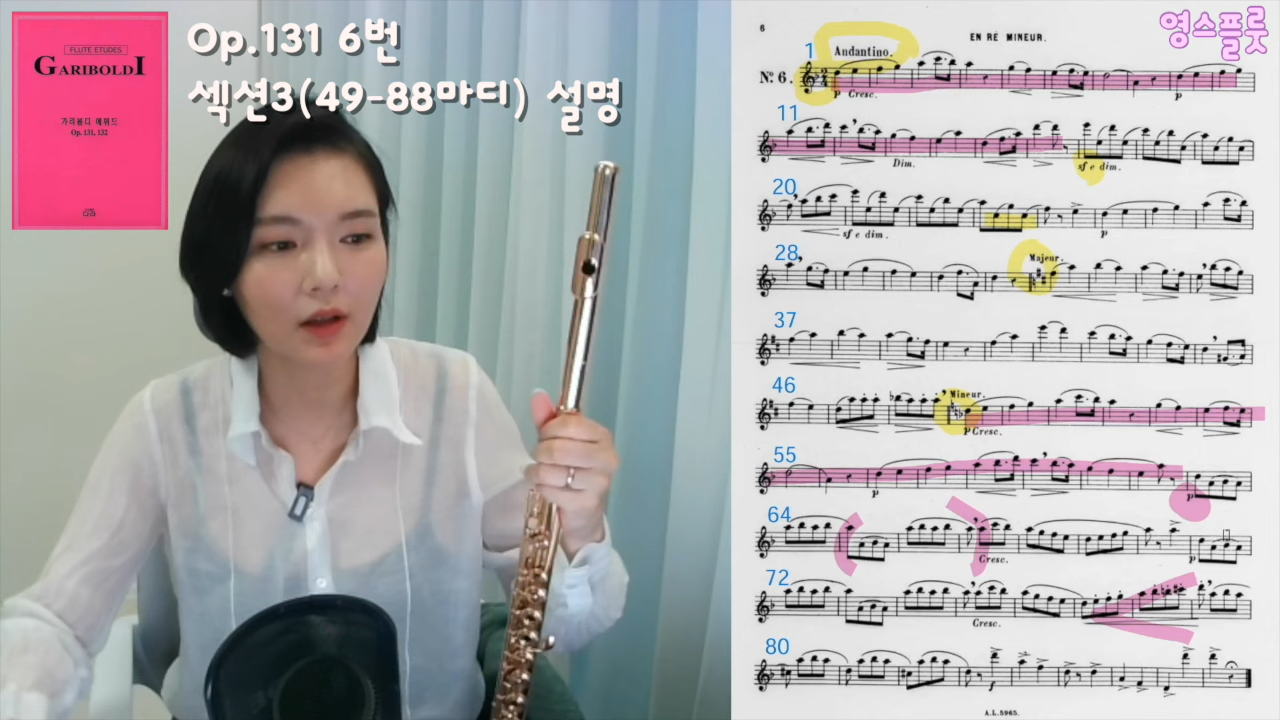 FLUTE ETUDES
GARIBOLDI
가리볼디 에튀드
Op. 131, 132
Op.131 6번
섹션3(49-88마디) 설명
영스플룻
6
EN RÉ MINEUR.
1
Andantino.
Nº 6.
p Cresc.
p
11
Dim.
sf e dim.
20
sf e dim.
p
28
Majeur.
37
46
Mineur.
p Cresc.
55
p
p
64
Cresc.
p
72
Cresc.
80
f
A.L.5965.